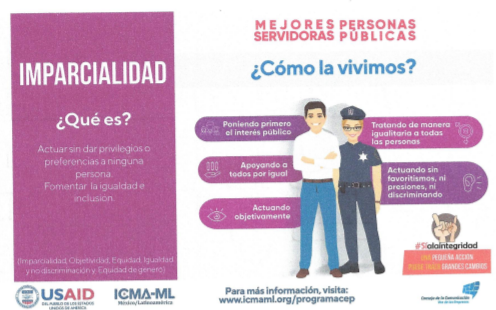 MEJORES PERSONAS
SERVIDORAS PÚBLICAS
IMPARCIALIDAD
¿Qué es?
Actuar sin dar privilegios o
preferencias a ninguna
persona.
Fomentar la igualdad e
inclusión.
(Imparcialidad, Objetividad, Equidad, Igualdad
y no discriminación y Equidad de género)
¿Cómo la vivimos?
Poniendo primero
el interés público
Apoyando a
todos por igual
Actuando
objetivamente
Tratando de manera
igualitaria a todas
las personas
Actuando sin
favoritismos, ni
presiones, ni
discriminando
#Síalaintegridad
UNA PEQUEÑA ACCIÓN
GRANDES CAMBIOS
USAID
DEL PUEBLO DE LOS ESTADOS
UNIDOS DE AMÉRICA
ICMA-ML
México/Latinoamérica
Para más información, visita:
www.icmaml.org/programacep
Consejo de la Comunicación
Voz de las Empresas